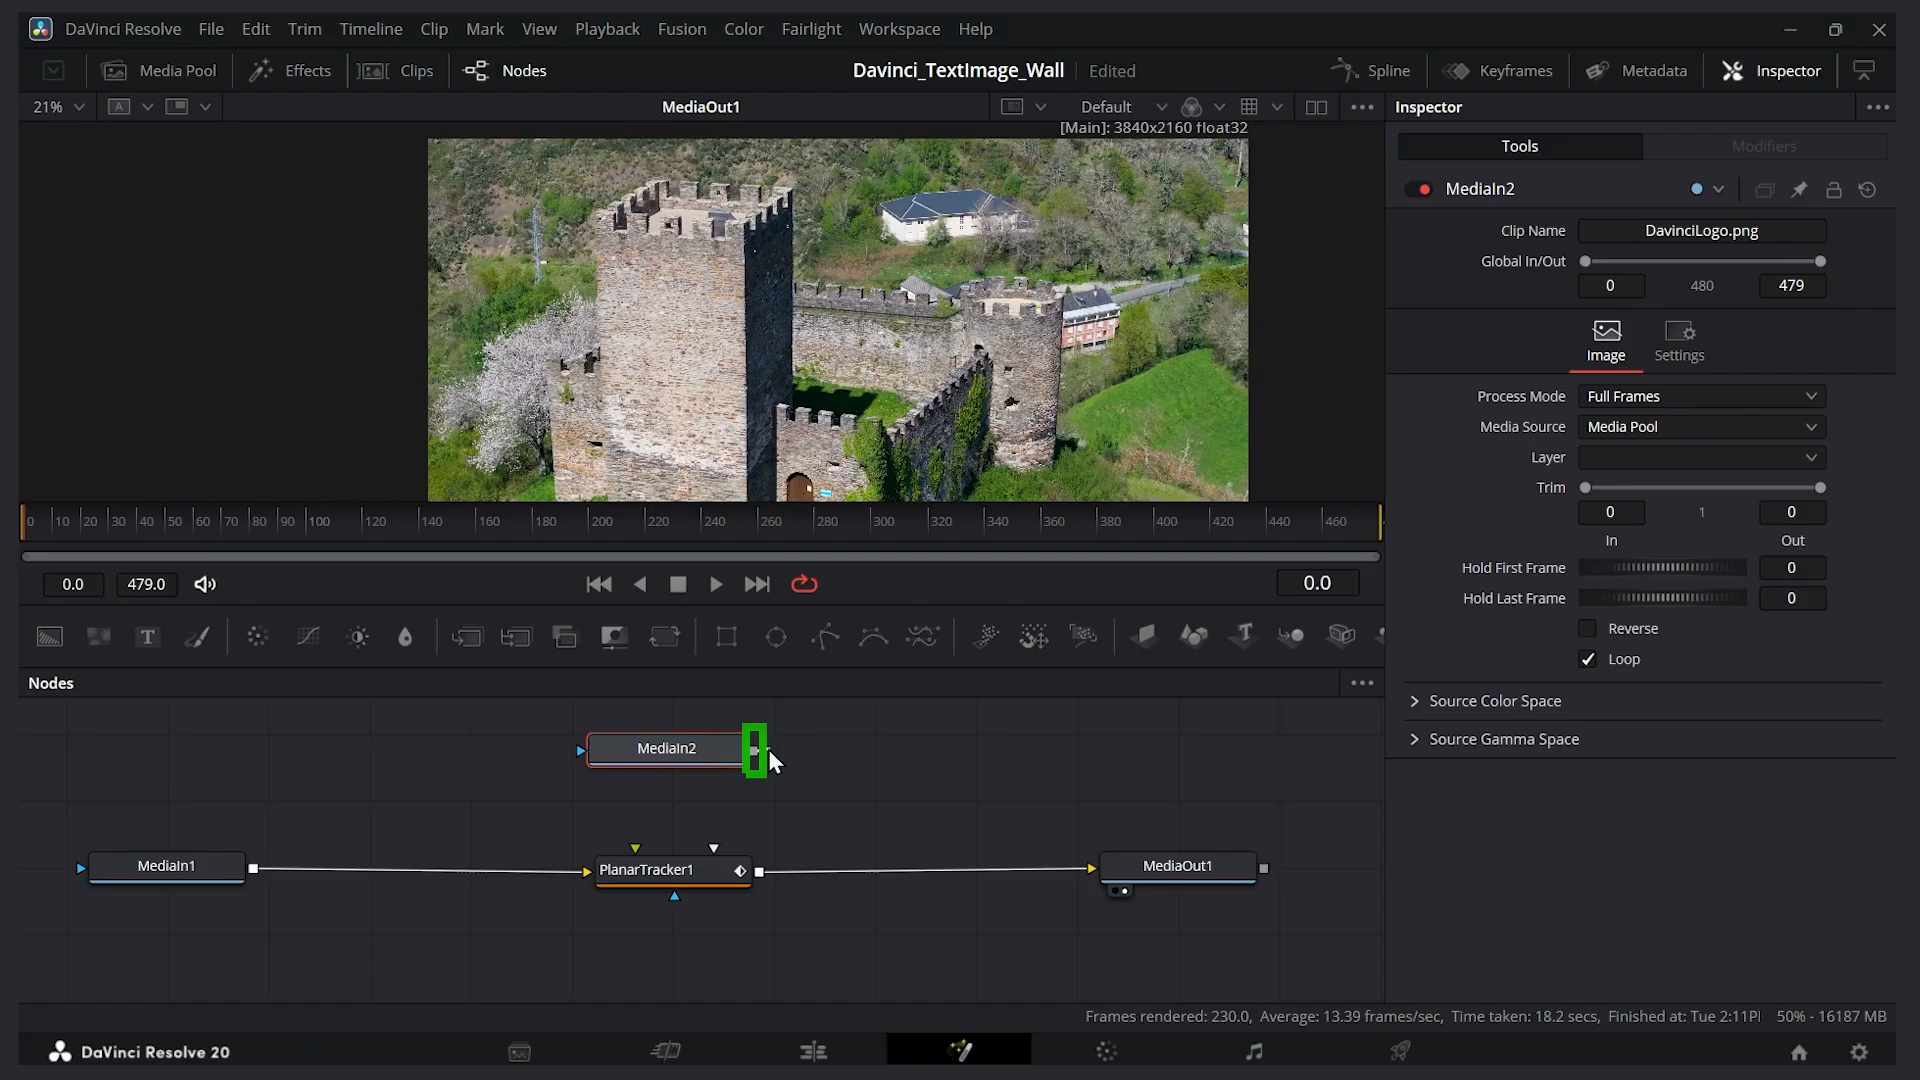 DaVinci Resolve File Edit Trim Timeline Clip Mark View Playback Fusion Color Fairlight Workspace Help
Media Pool Effects Clips Nodes Davinci_TextImage_Wall Edited Spline Keyframes Metadata Inspector
21% A MediaOut1 Default Inspector
[Main]: 3840x2160 float32
Tools Modifiers
MediaIn2
Clip Name DavinciLogo.png
Global In/Out
0 480 479
Image Settings
Process Mode Full Frames
Media Source Media Pool
Layer
Trim
0 1 0
In Out
Hold First Frame 0
Hold Last Frame 0
Reverse
Loop
Source Color Space
Source Gamma Space
0 10 20 30 40 50 60 70 80 90 100 120 140 160 180 200 220 240 260 280 300 320 340 360 380 400 420 440 460
0.0 479.0 0.0
T T
Nodes
MediaIn2
MediaIn1 PlanarTracker1 MediaOut1
Frames rendered: 230.0, Average: 13.39 frames/sec, Time taken: 18.2 secs, Finished at: Tue 2:11P 50% - 16187 MB
DaVinci Resolve 20